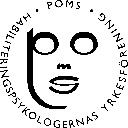 • POMS •
HABILITERINGSPSYKOLOGERNAS YRKESFÖRENING